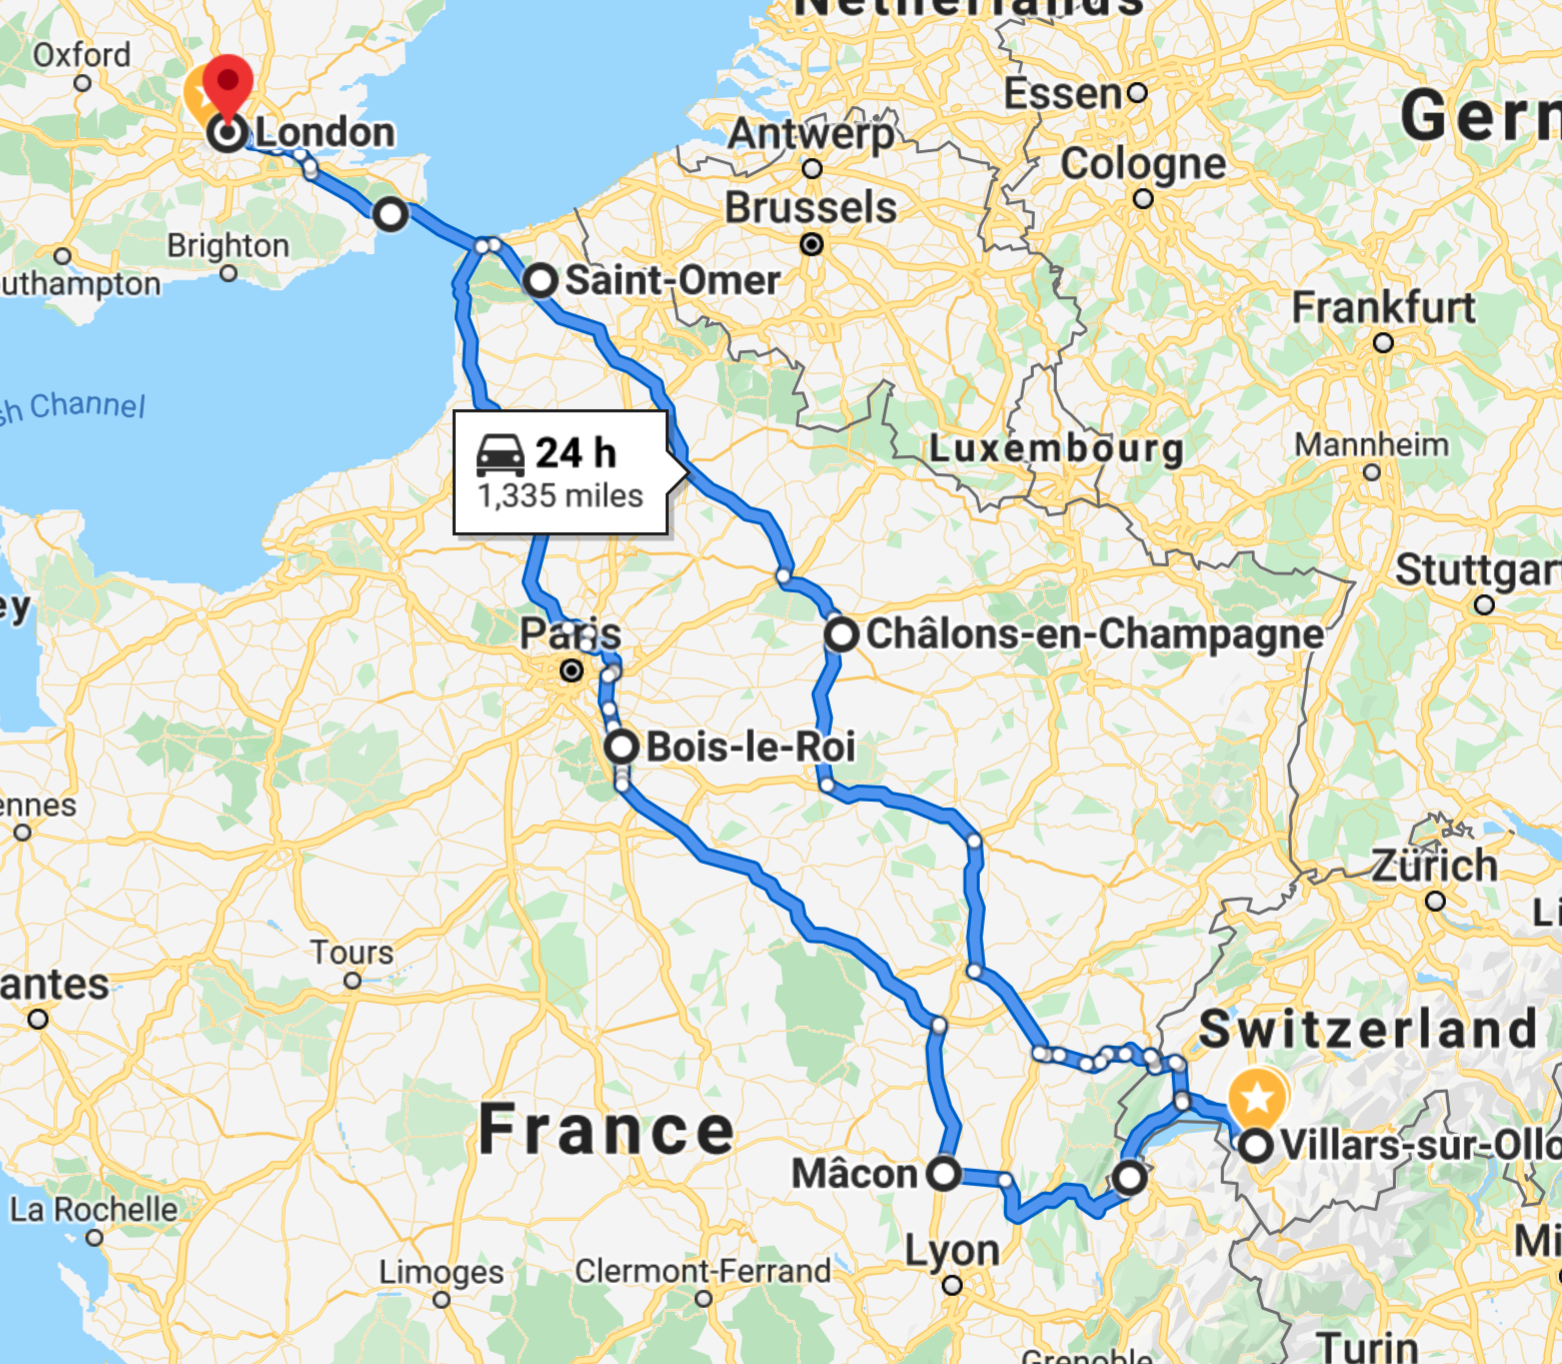 Netherlands
Oxford
Essen
Germ
London
Antwerp
Cologne
Brussels
Brighton
uthampton
Saint-Omer
Frankfurt
sh Channel
24 h
1,335 miles
Luxembourg
Mannheim
Stuttgar
ey
Paris
Châlons-en-Champagne
Bois-le-Roi
ennes
Zürich
Li
Tours
antes
Switzerland
France
Villars-sur-Ollo
Mâcon
La Rochelle
Lyon
Mi
Limoges
Clermont-Ferrand
Turin
Grenoble